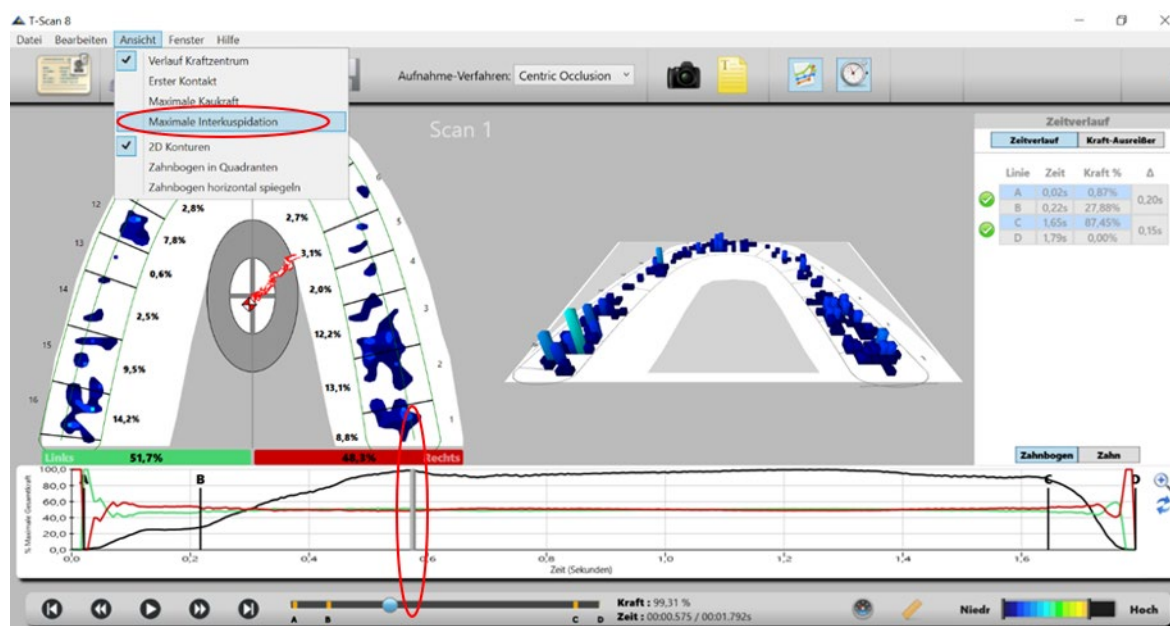 T-Scan 8
Datei Bearbeiten Ansicht Fenster Hilfe
Verlauf Kraftzentrum
Erster Kontakt
Maximale Kaukraft
Maximale Interkuspidation
2D Konturen
Zahnbogen in Quadranten
Zahnbogen horizontal spiegeln
Aufnahme-Verfahren: Centric Occlusion
T
Scan 1
Zeitverlauf
Zeitverlauf Kraft-Ausreißer
Linie Zeit Kraft % Δ
A 0,02s 0,87%
0,20s
B 0,22s 27,88%
C 1,65s 87,45%
0,15s
D 1,79s 0,00%
6
12 2,8% 2,7% 5
13 7,8% 3,1% 4
14 0,6% 2,0% 3
2,5% 12,2%
15 9,5% 13,1% 2
16 14,2% 8,8% 1
Links 51,7% 48,3% Rechts
Zahnbogen Zahn
% Maximale Gesamtkraft
100,0
80,0
60,0
40,0
20,0
0,0
A B C D
0,0 0,2 0,4 0,6 0,8 1,0 1,2 1,4 1,6
Zeit (Sekunden)
A B C D
Kraft : 99,31 %
Zeit : 00:00.575 / 00:01.792s
Niedr Hoch